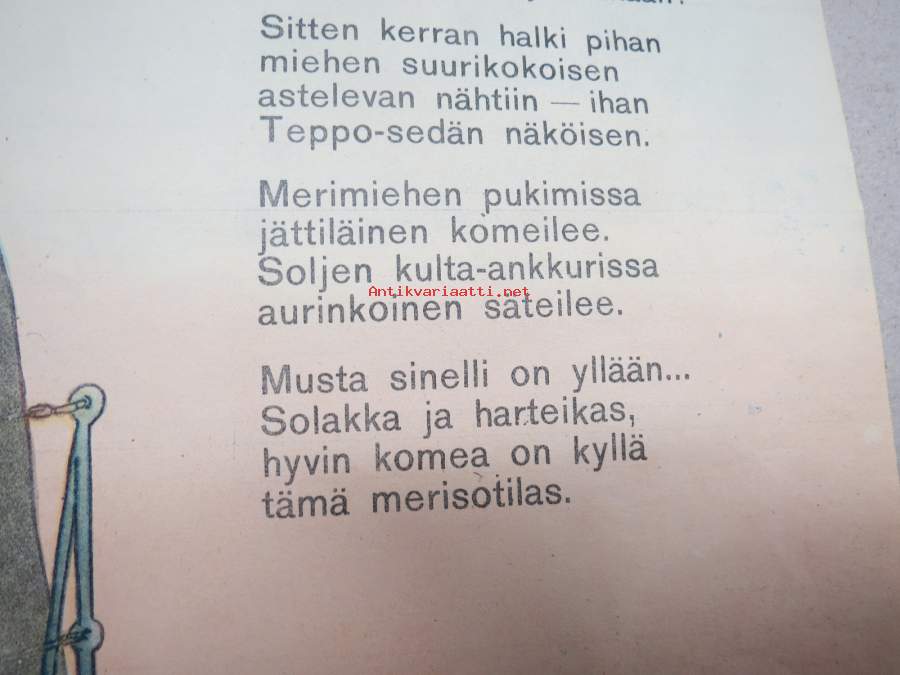 Sitten kerran halki pihan
miehen suurikokoisen
astelevan nähtiin — ihan
Teppo-sedän näköisen.
Merimiehen pukimissa
jättiläinen komeilee.
Soljen kulta-ankkurissa
Antikvariaatti.net
aurinkoinen säteilee.
Musta sinelli on yllään...
Solakka ja harteikas,
hyvin komea on kyllä
tämä merisotilas.